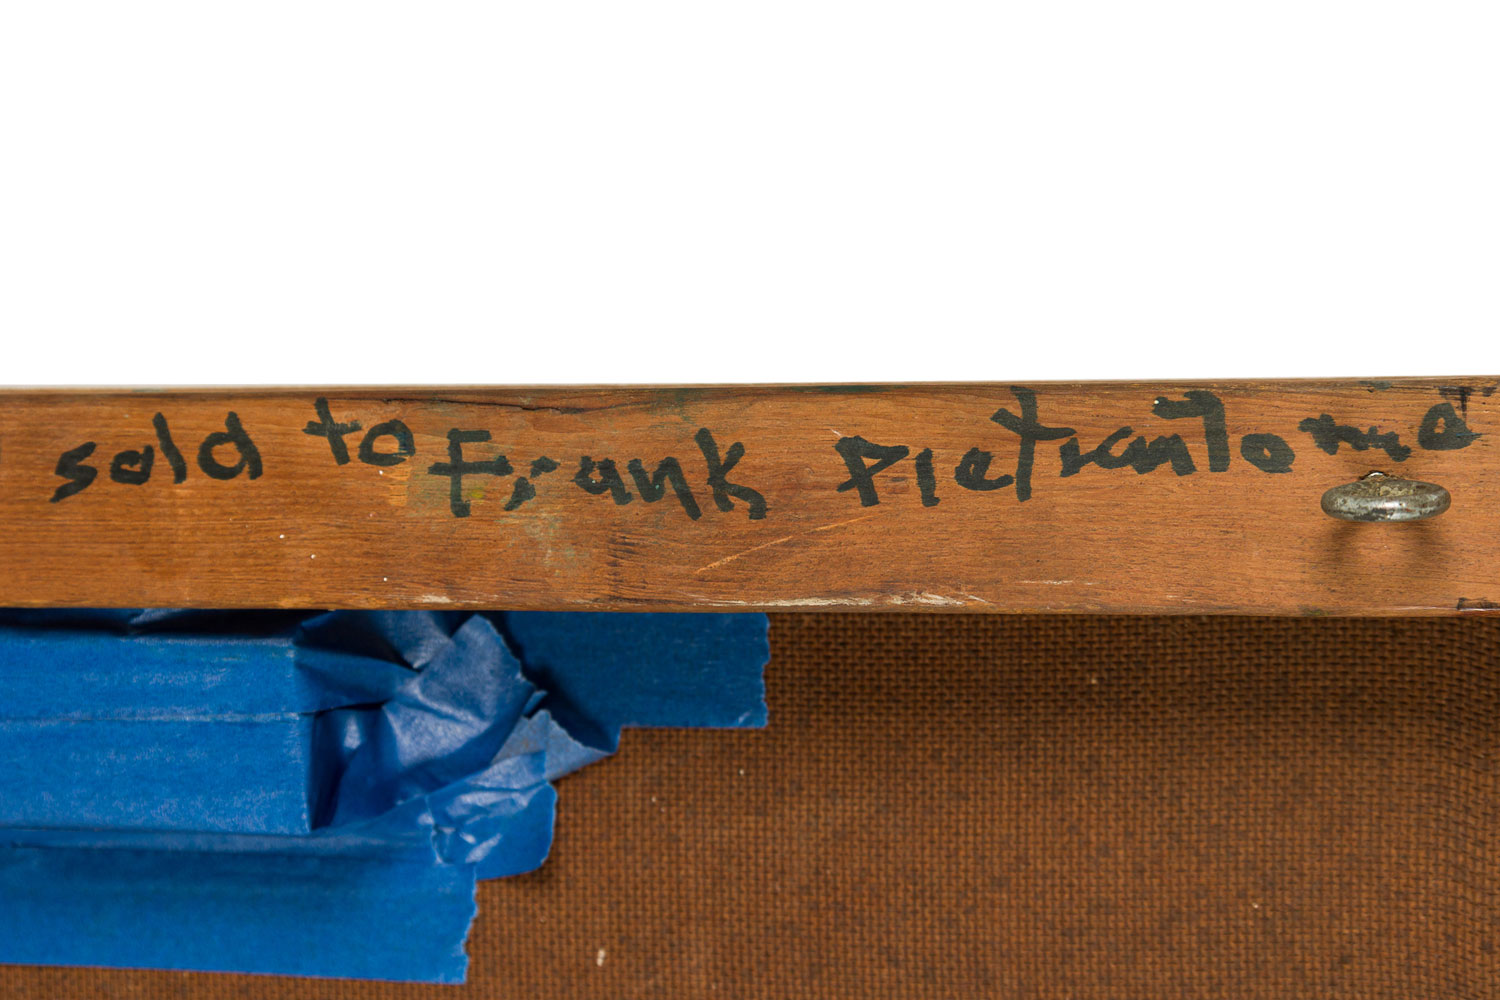 sold to Frank Pietrantonio